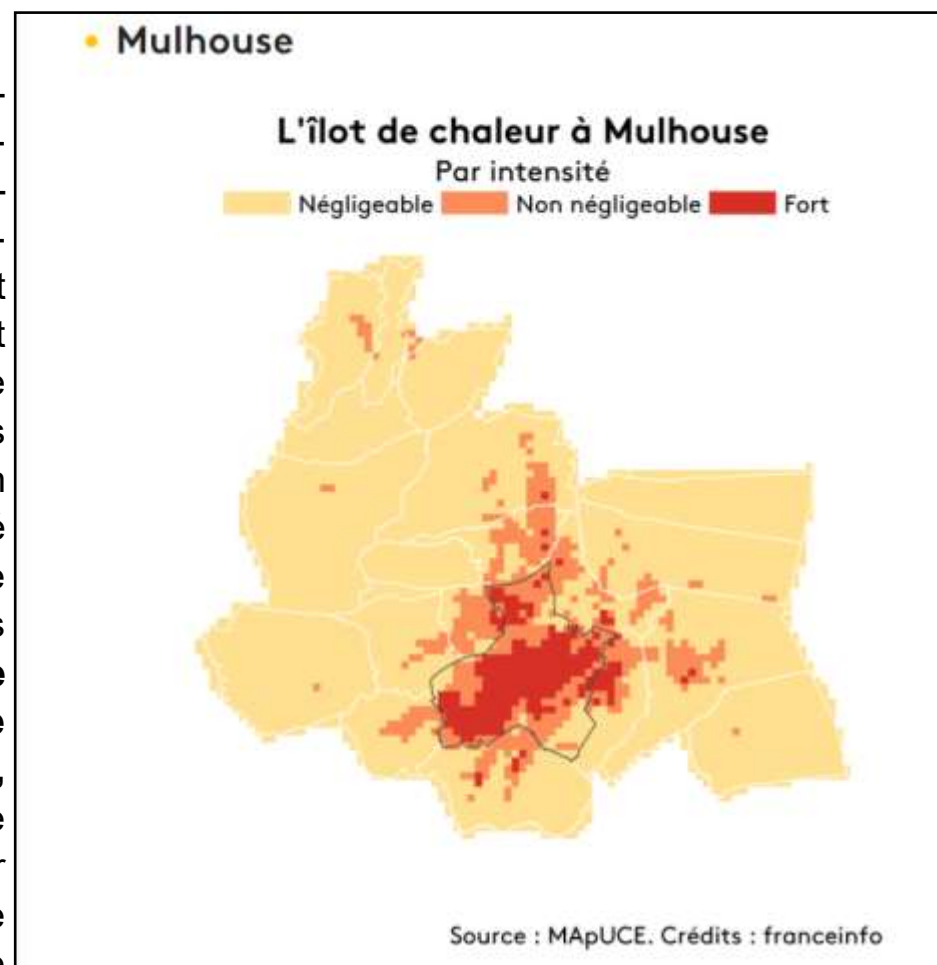 • Mulhouse
L'îlot de chaleur à Mulhouse
Par intensité
Négligeable Non négligeable Fort
Source : MApUCE. Crédits : franceinfo